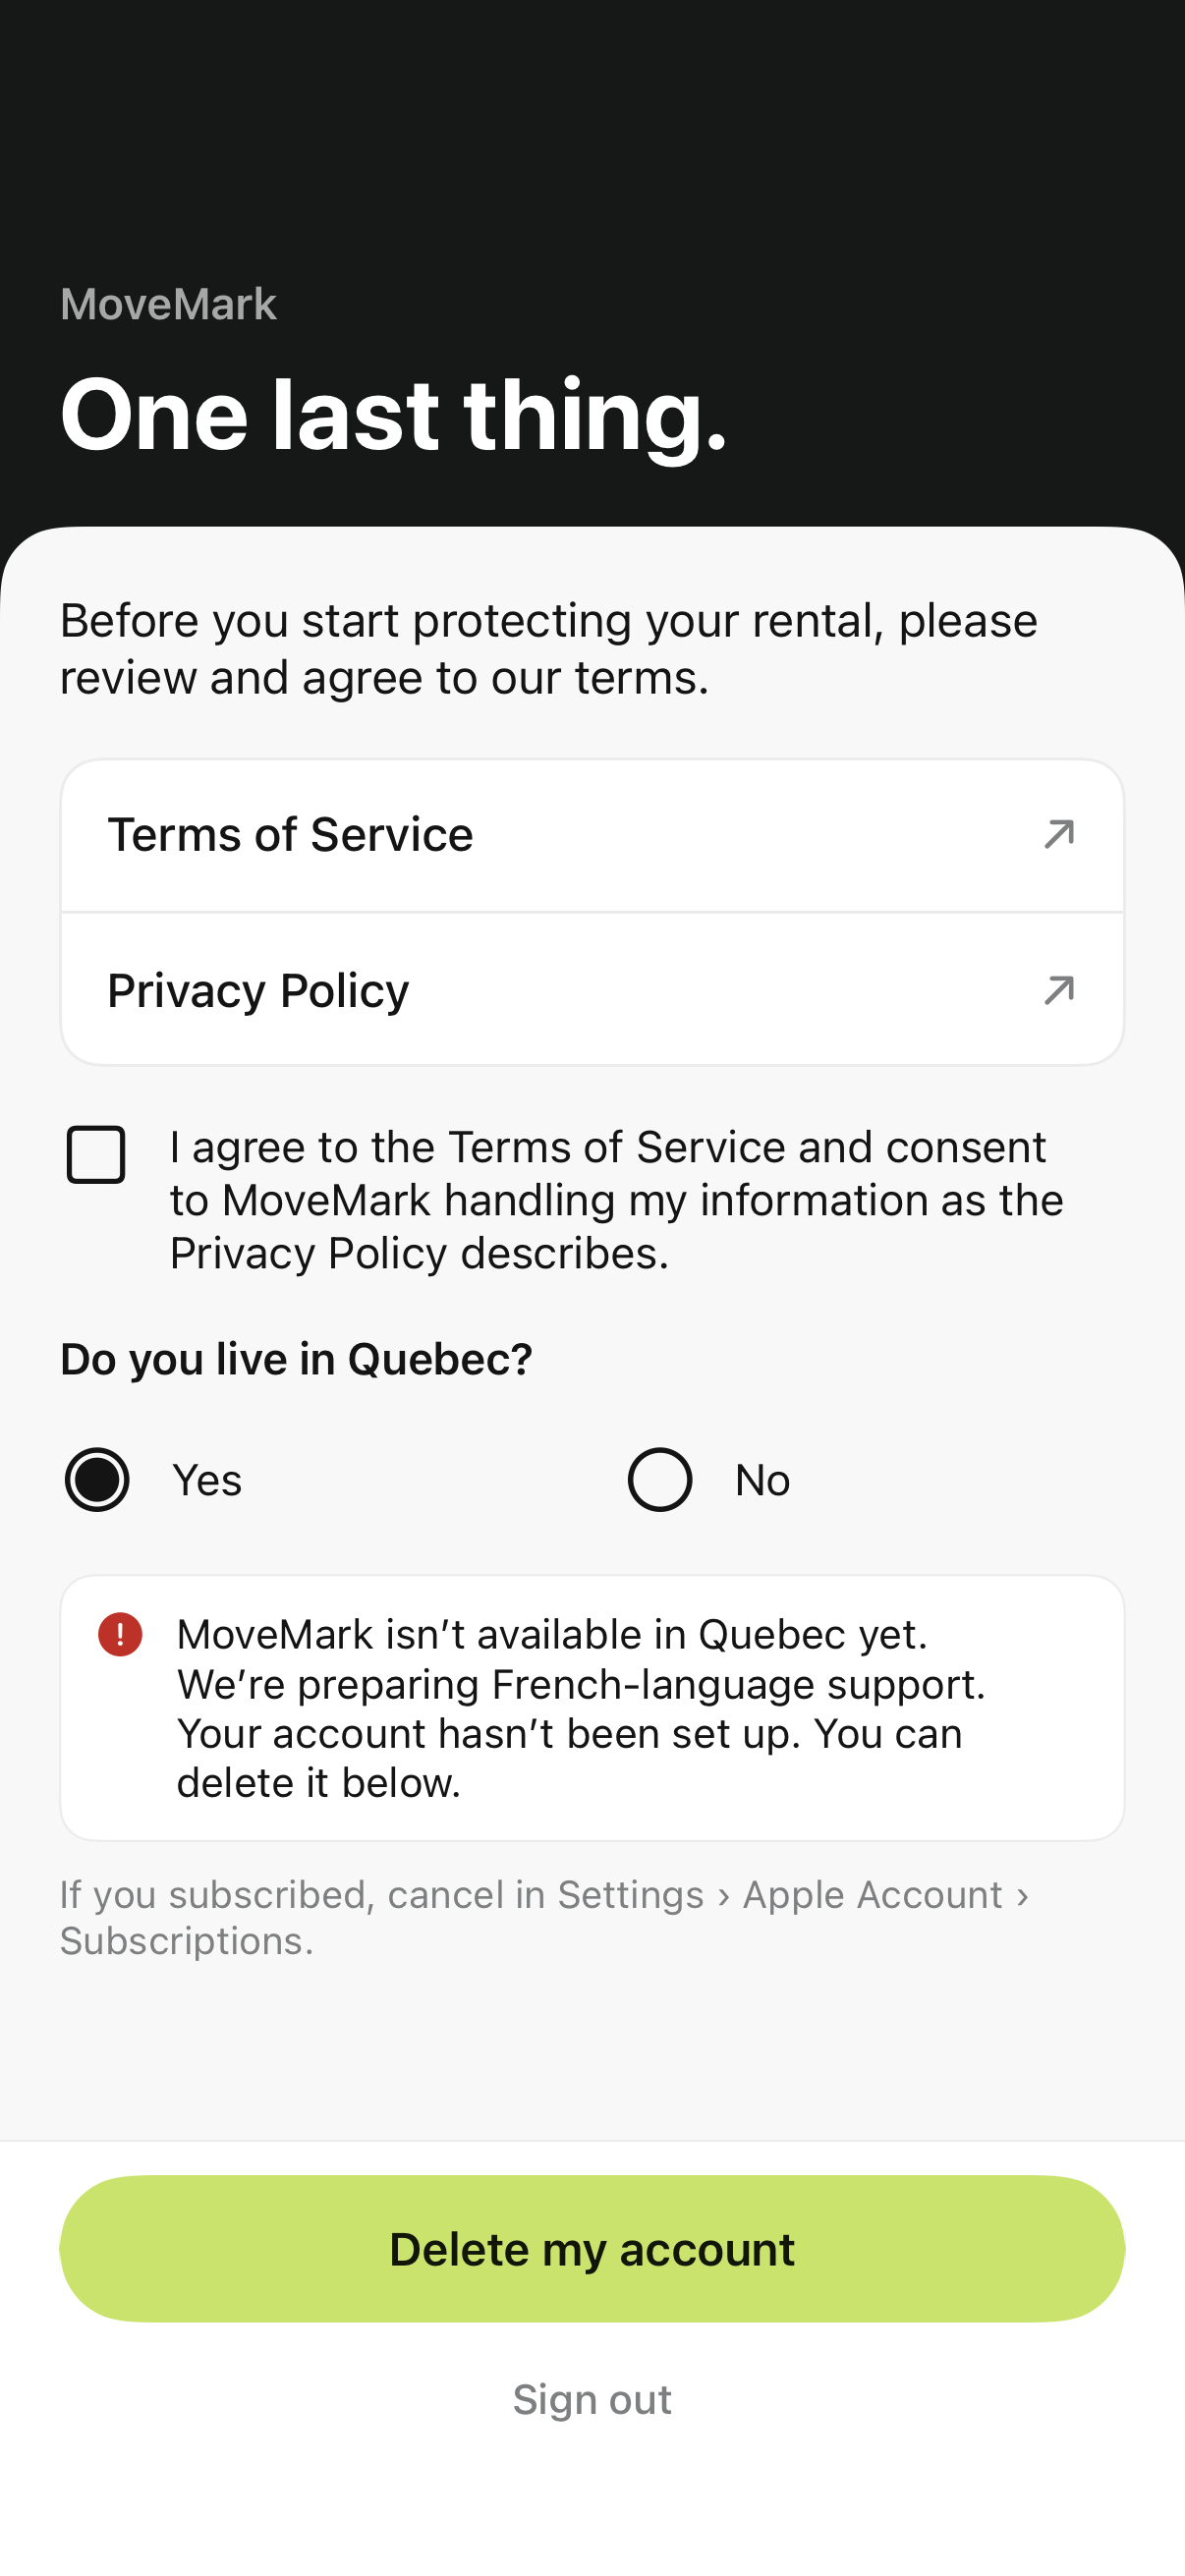 MoveMark
One last thing.
Before you start protecting your rental, please
review and agree to our terms.
Terms of Service
Privacy Policy
I agree to the Terms of Service and consent
to MoveMark handling my information as the
Privacy Policy describes.
Do you live in Quebec?
Yes
No
MoveMark isn’t available in Quebec yet.
We’re preparing French-language support.
Your account hasn’t been set up. You can
delete it below.
If you subscribed, cancel in Settings › Apple Account ›
Subscriptions.
Delete my account
Sign out